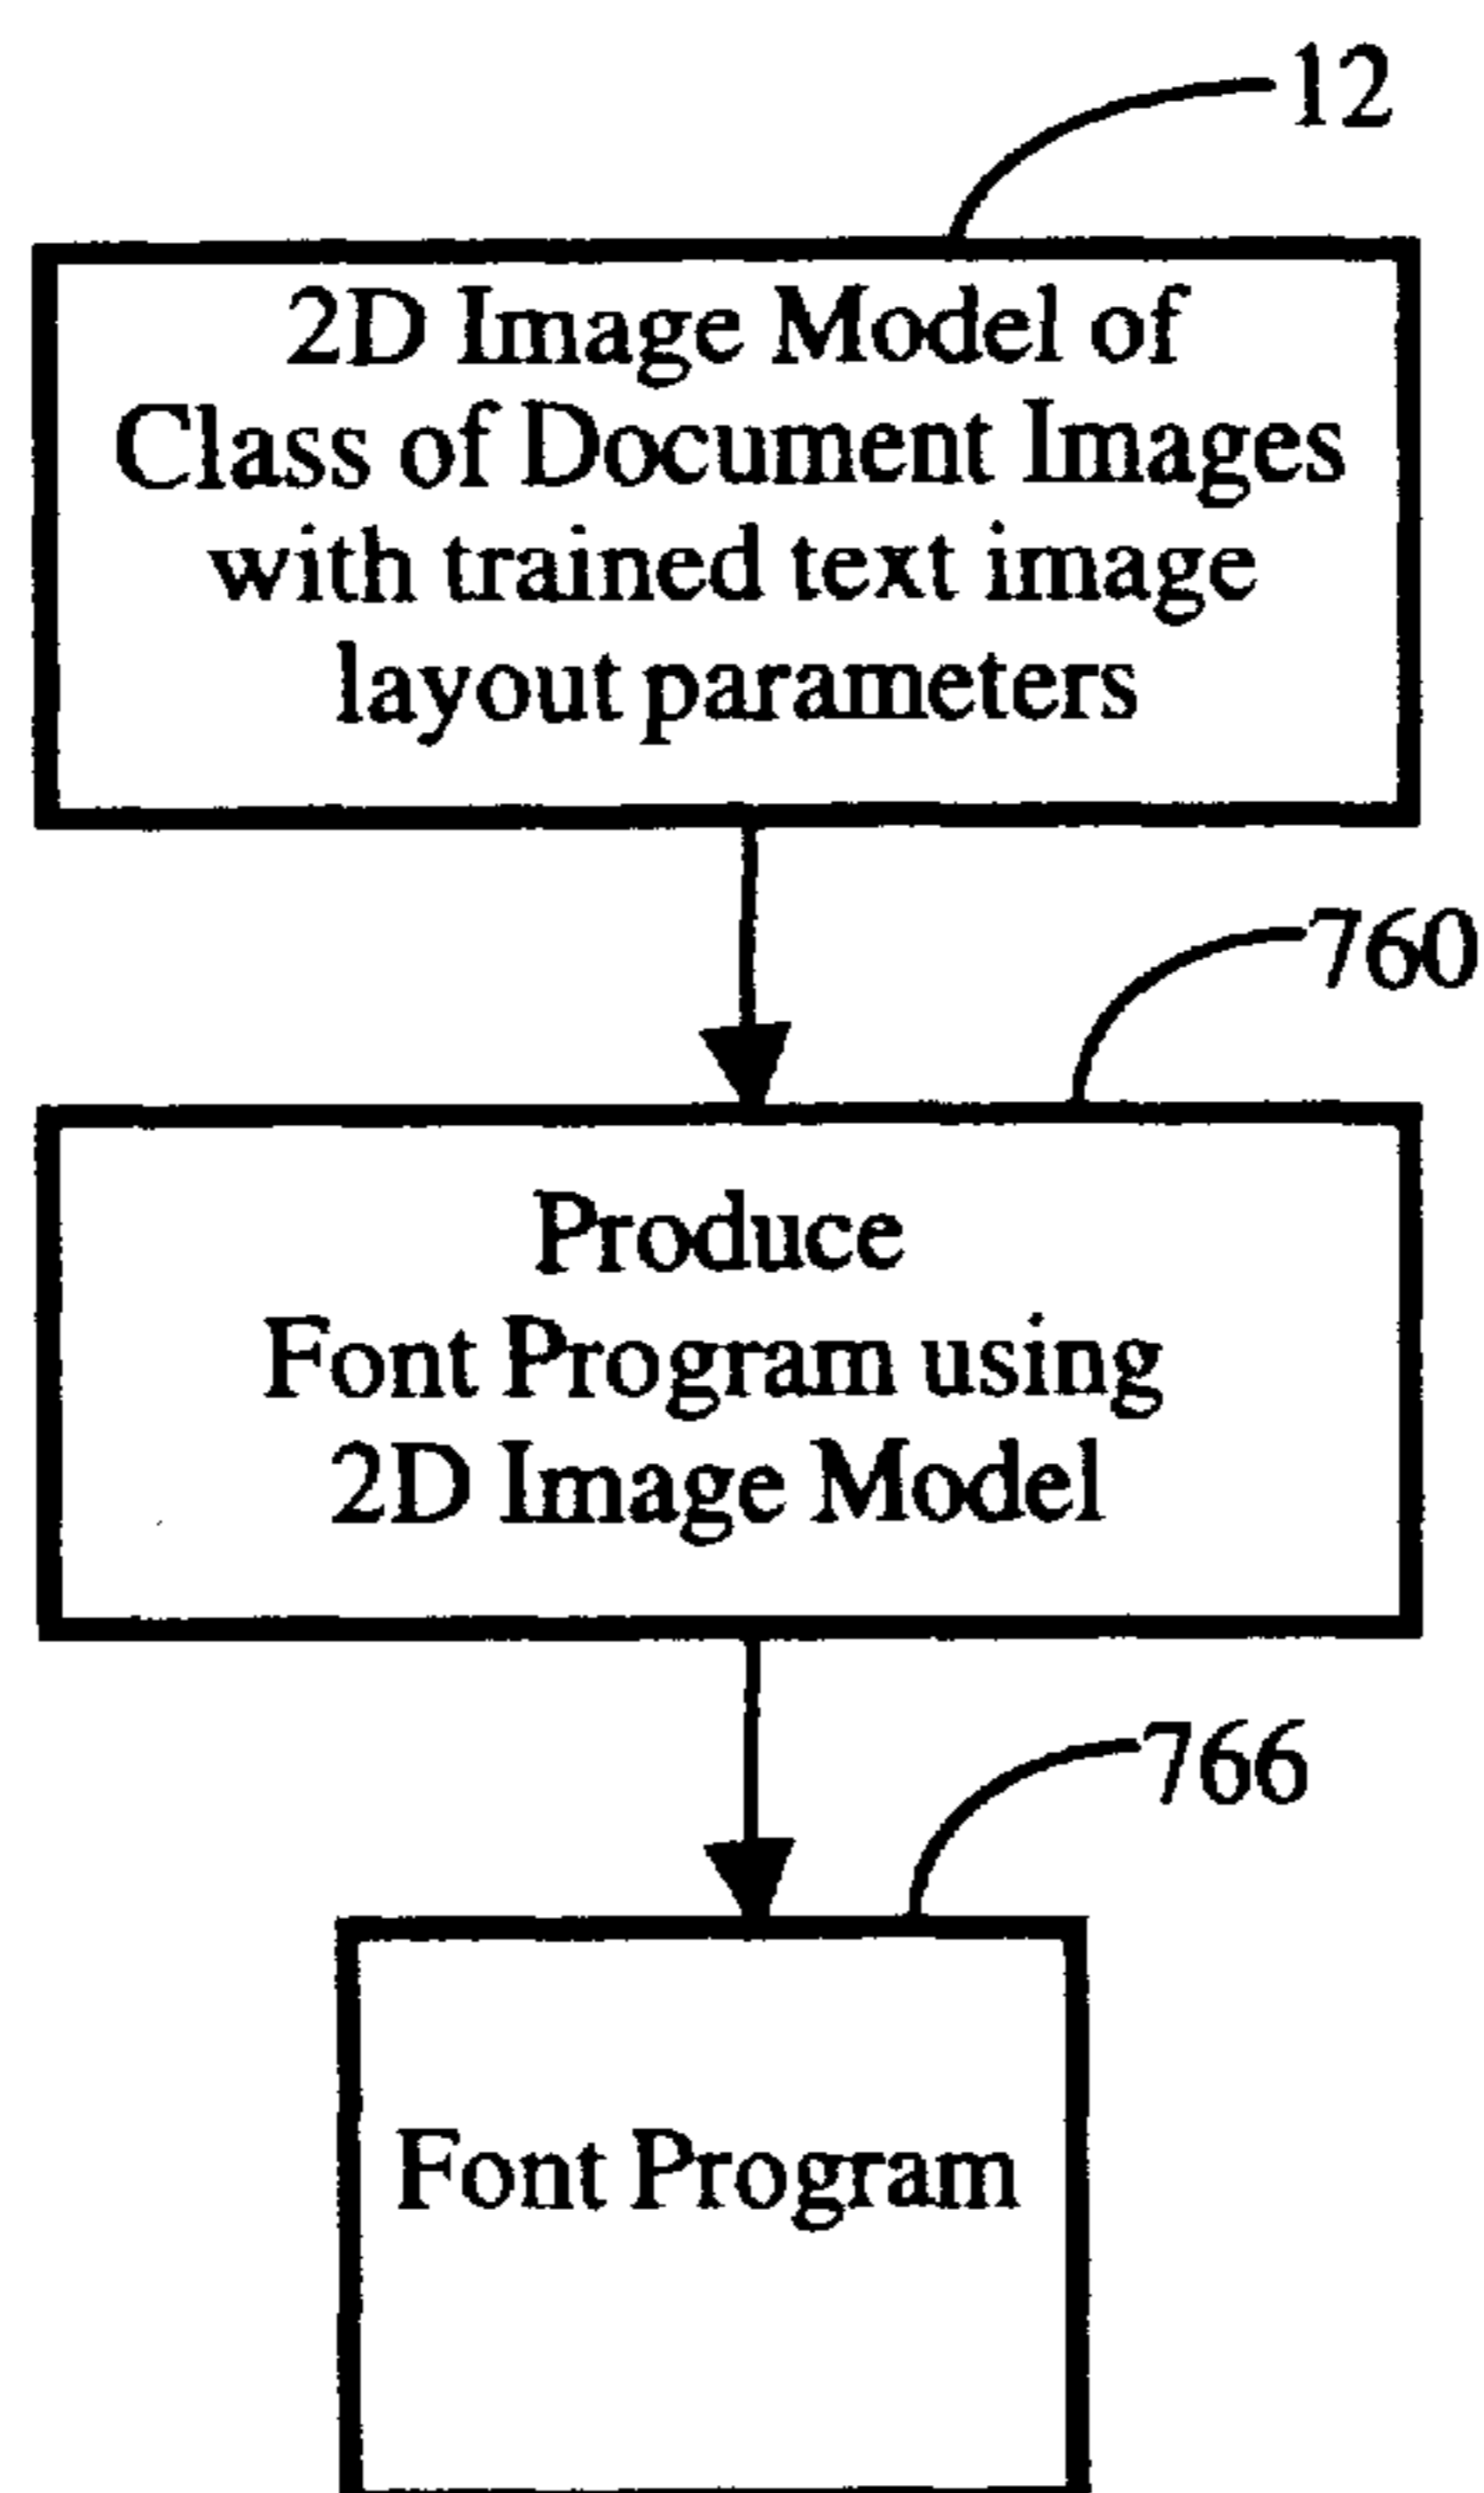 12
2D Image Model of
Class of Document Images
with trained text image
layout parameters
760
Produce
Font Program using
2D Image Model
766
Font Program